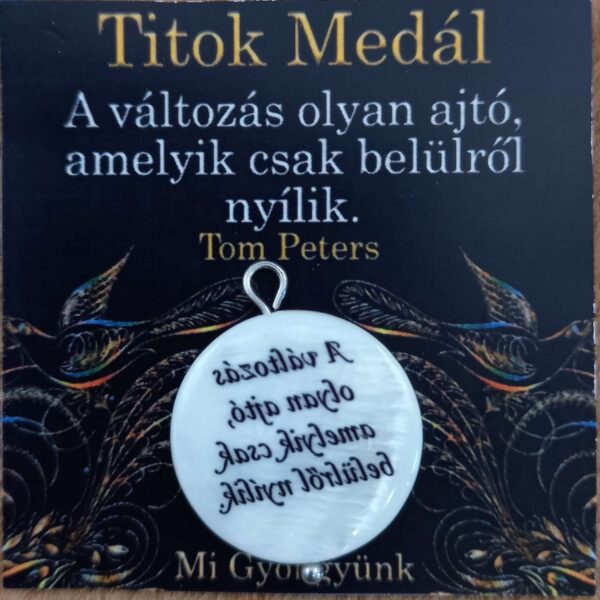 Titok Medál
A változás olyan ajtó,
amelyik csak belülről
nyílik.
Tom Peters
A változás
olyan ajtó,
amelyik csak
belülről nyílik.
Mi Gyöngyünk